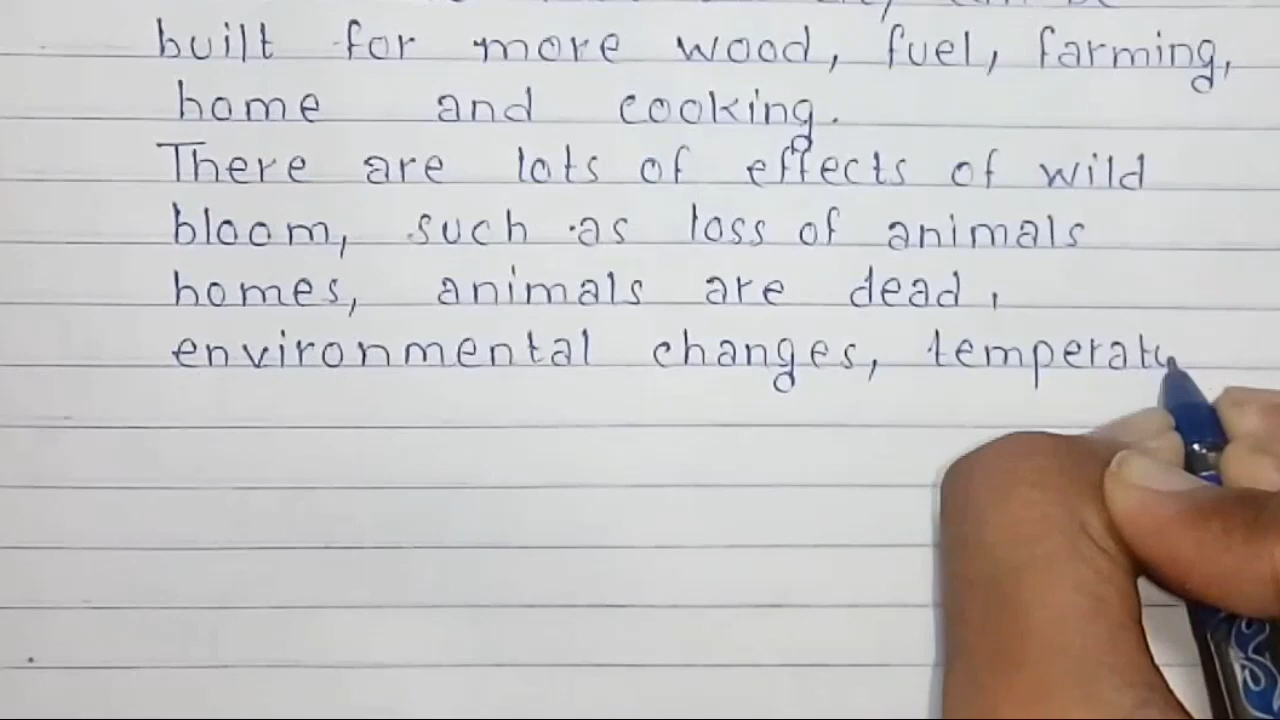 built for more wood, fuel, farming,
home and cooking.
There are lots of effects of wild
bloom, such as loss of animals
homes, animals are dead,
environmental changes, temperatu